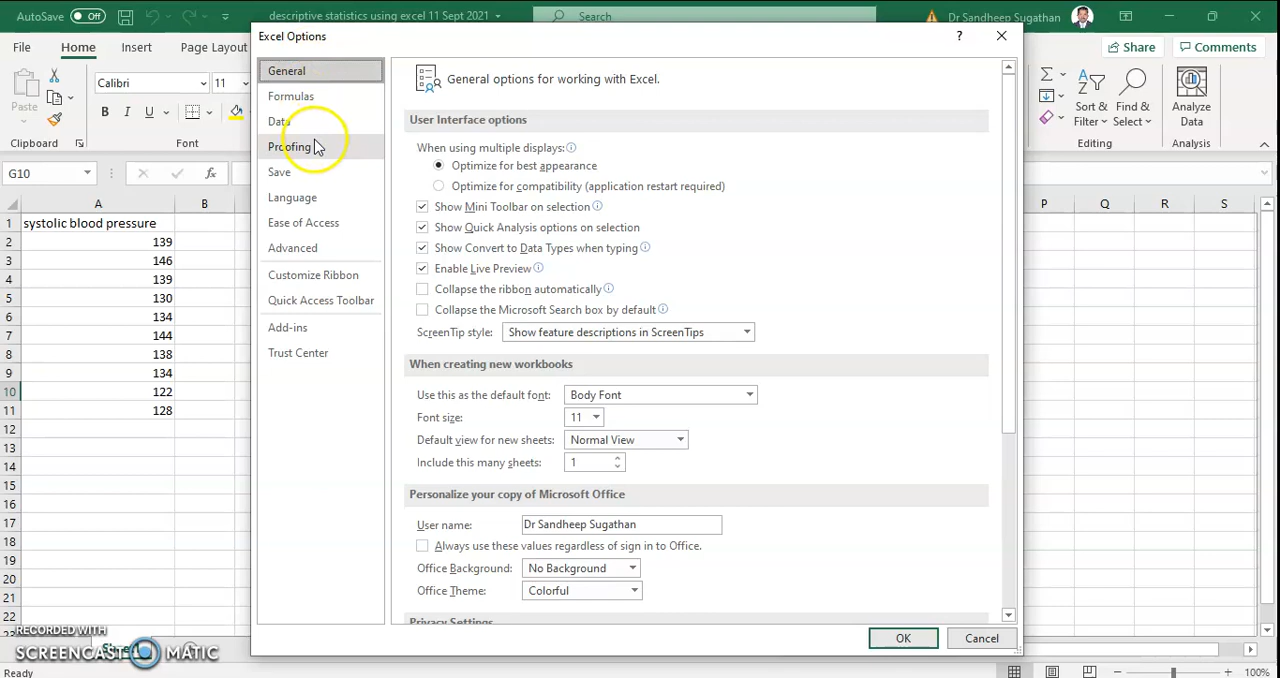 AutoSave Off descriptive statistics using excel 11 Sept2021 Search Dr Sandheep Sugathan
File Home Insert Page Layout Share Comments
Paste Calibri 11 B I U Sort & Filter Find & Select Analyze Data
Clipboard Font Editing Analysis
G10 fx
A B P Q R S
1 systolic blood pressure
2 139
3 146
4 139
5 130
6 134
7 144
8 138
9 134
10 122
11 128
12
13
14
15
16
17
18
19
20
21
22
Excel Options ?
General
Formulas
Data
Proofing
Save
Language
Ease of Access
Advanced
Customize Ribbon
Quick Access Toolbar
Add-ins
Trust Center
General options for working with Excel.
User Interface options
When using multiple displays:
Optimize for best appearance
Optimize for compatibility (application restart required)
Show Mini Toolbar on selection
Show Quick Analysis options on selection
Show Convert to Data Types when typing
Enable Live Preview
Collapse the ribbon automatically
Collapse the Microsoft Search box by default
ScreenTip style: Show feature descriptions in ScreenTips
When creating new workbooks
Use this as the default font: Body Font
Font size: 11
Default view for new sheets: Normal View
Include this many sheets: 1
Personalize your copy of Microsoft Office
User name: Dr Sandheep Sugathan
Always use these values regardless of sign in to Office.
Office Background: No Background
Office Theme: Colorful
Privacy Settings
OK Cancel
RECORDED WITH
SCREENCAST MATIC
Ready 100%